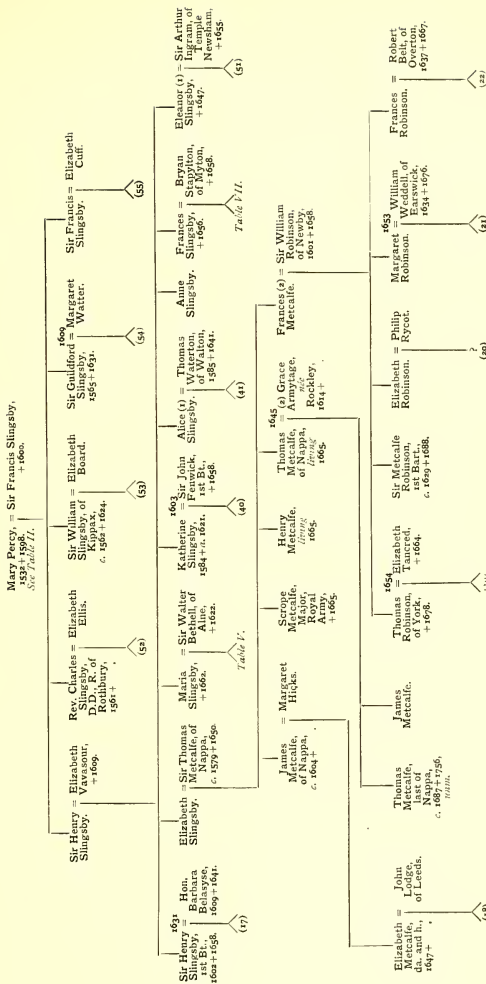 Mary Percy, = Sir Francis Slingsby,
1532+1598. +1600.
See Table II.
Sir Henry = Elizabeth
Slingsby. Vavasour,
+1609.
Rev. Charles = Elizabeth
Slingsby, Ellis.
D.D., R. of
Rothbury,
1561+
(52)
Sir William = Elizabeth
Slingsby, of Board.
Kippax,
c. 1562+1624.
(53)
1609
Sir Guildford = Margaret
Slingsby, Watter.
1565+1631.
(54)
Sir Francis = Elizabeth
Slingsby. Cuff.
(55)
1631
Sir Henry = Hon.
Slingsby, Barbara
1st Bt., Belasyse,
1602+1658. 1609+1641.
(17)
Elizabeth = Sir Thomas
Slingsby. Metcalfe, of
Nappa,
c. 1579+1650.
Maria = Sir Walter
Slingsby, Bethell, of
+1662. Alne,
+1622.
Table V.
1603
Katherine = Sir John
Slingsby, Fenwick,
1584+a. 1621. 1st Bt.,
+1658.
(40)
Alice (1) = Thomas
Slingsby. Waterton,
of Walton,
1585+1641.
(41)
Anne
Slingsby.
Frances = Bryan
Slingsby, Stapylton,
+1656. of Myton,
+1658.
Table VII.
Eleanor (1) = Sir Arthur
Slingsby, Ingram, of
+1647. Temple
Newsham,
+1655.
(51)
James = Margaret
Metcalfe, Hicks.
of Nappa,
c. 1604+
Scrope
Metcalfe,
Major,
Royal
Army,
+1665.
Henry
Metcalfe.
living
1665.
1645
Thomas = (2) Grace
Metcalfe, Armytage,
of Nappa, née
living Rockley,
1665. 1614+
Frances (2) = Sir William
Metcalfe. Robinson,
of Newby,
1601+1658.
Elizabeth = John
Metcalfe, Lodge,
da. and h., of Leeds.
1647+
Thomas
Metcalfe,
last of
Nappa,
c. 1687+1756,
unm.
James
Metcalfe.
1654
Thomas = Elizabeth
Robinson, Tancred,
of York, +1664.
+1678.
Sir Metcalfe
Robinson,
1st Bart.,
c. 1629+1688.
Elizabeth = Philip
Robinson. Rycot.
?
(20)
1653
Margaret = William
Robinson. Weddell, of
Earswick,
1634+1676.
(21)
Frances = Robert
Robinson. Belt, of
Overton,
1637+1667.
(22)